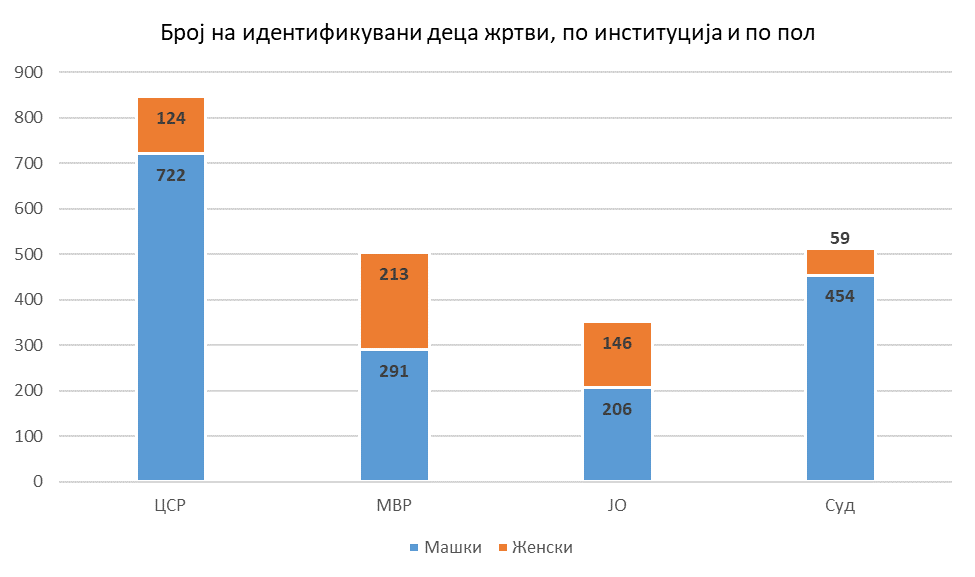 Број на идентификувани деца жртви, по институција и по пол
900
800
700
600
500
400
300
200
100
0
124
722
213
291
146
206
59
454
ЦСР
МВР
ЈО
Суд
Машки
Женски